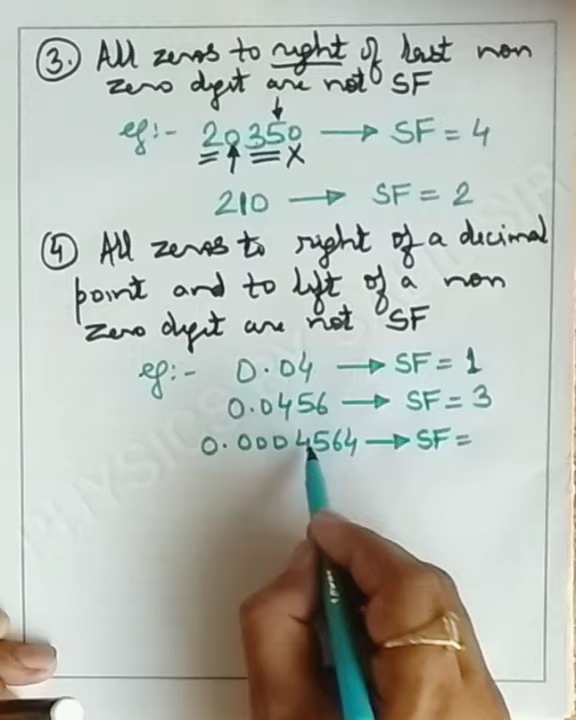 3. All zeros to right of last non
zero digit are not SF
eg:- 20350 → SF = 4
210 → SF = 2
4 All zeros to right of a decimal
point and to left of a non
zero digit are not SF
eg:- 0.04 → SF = 1
0.0456 → SF = 3
0.0004564 → SF =